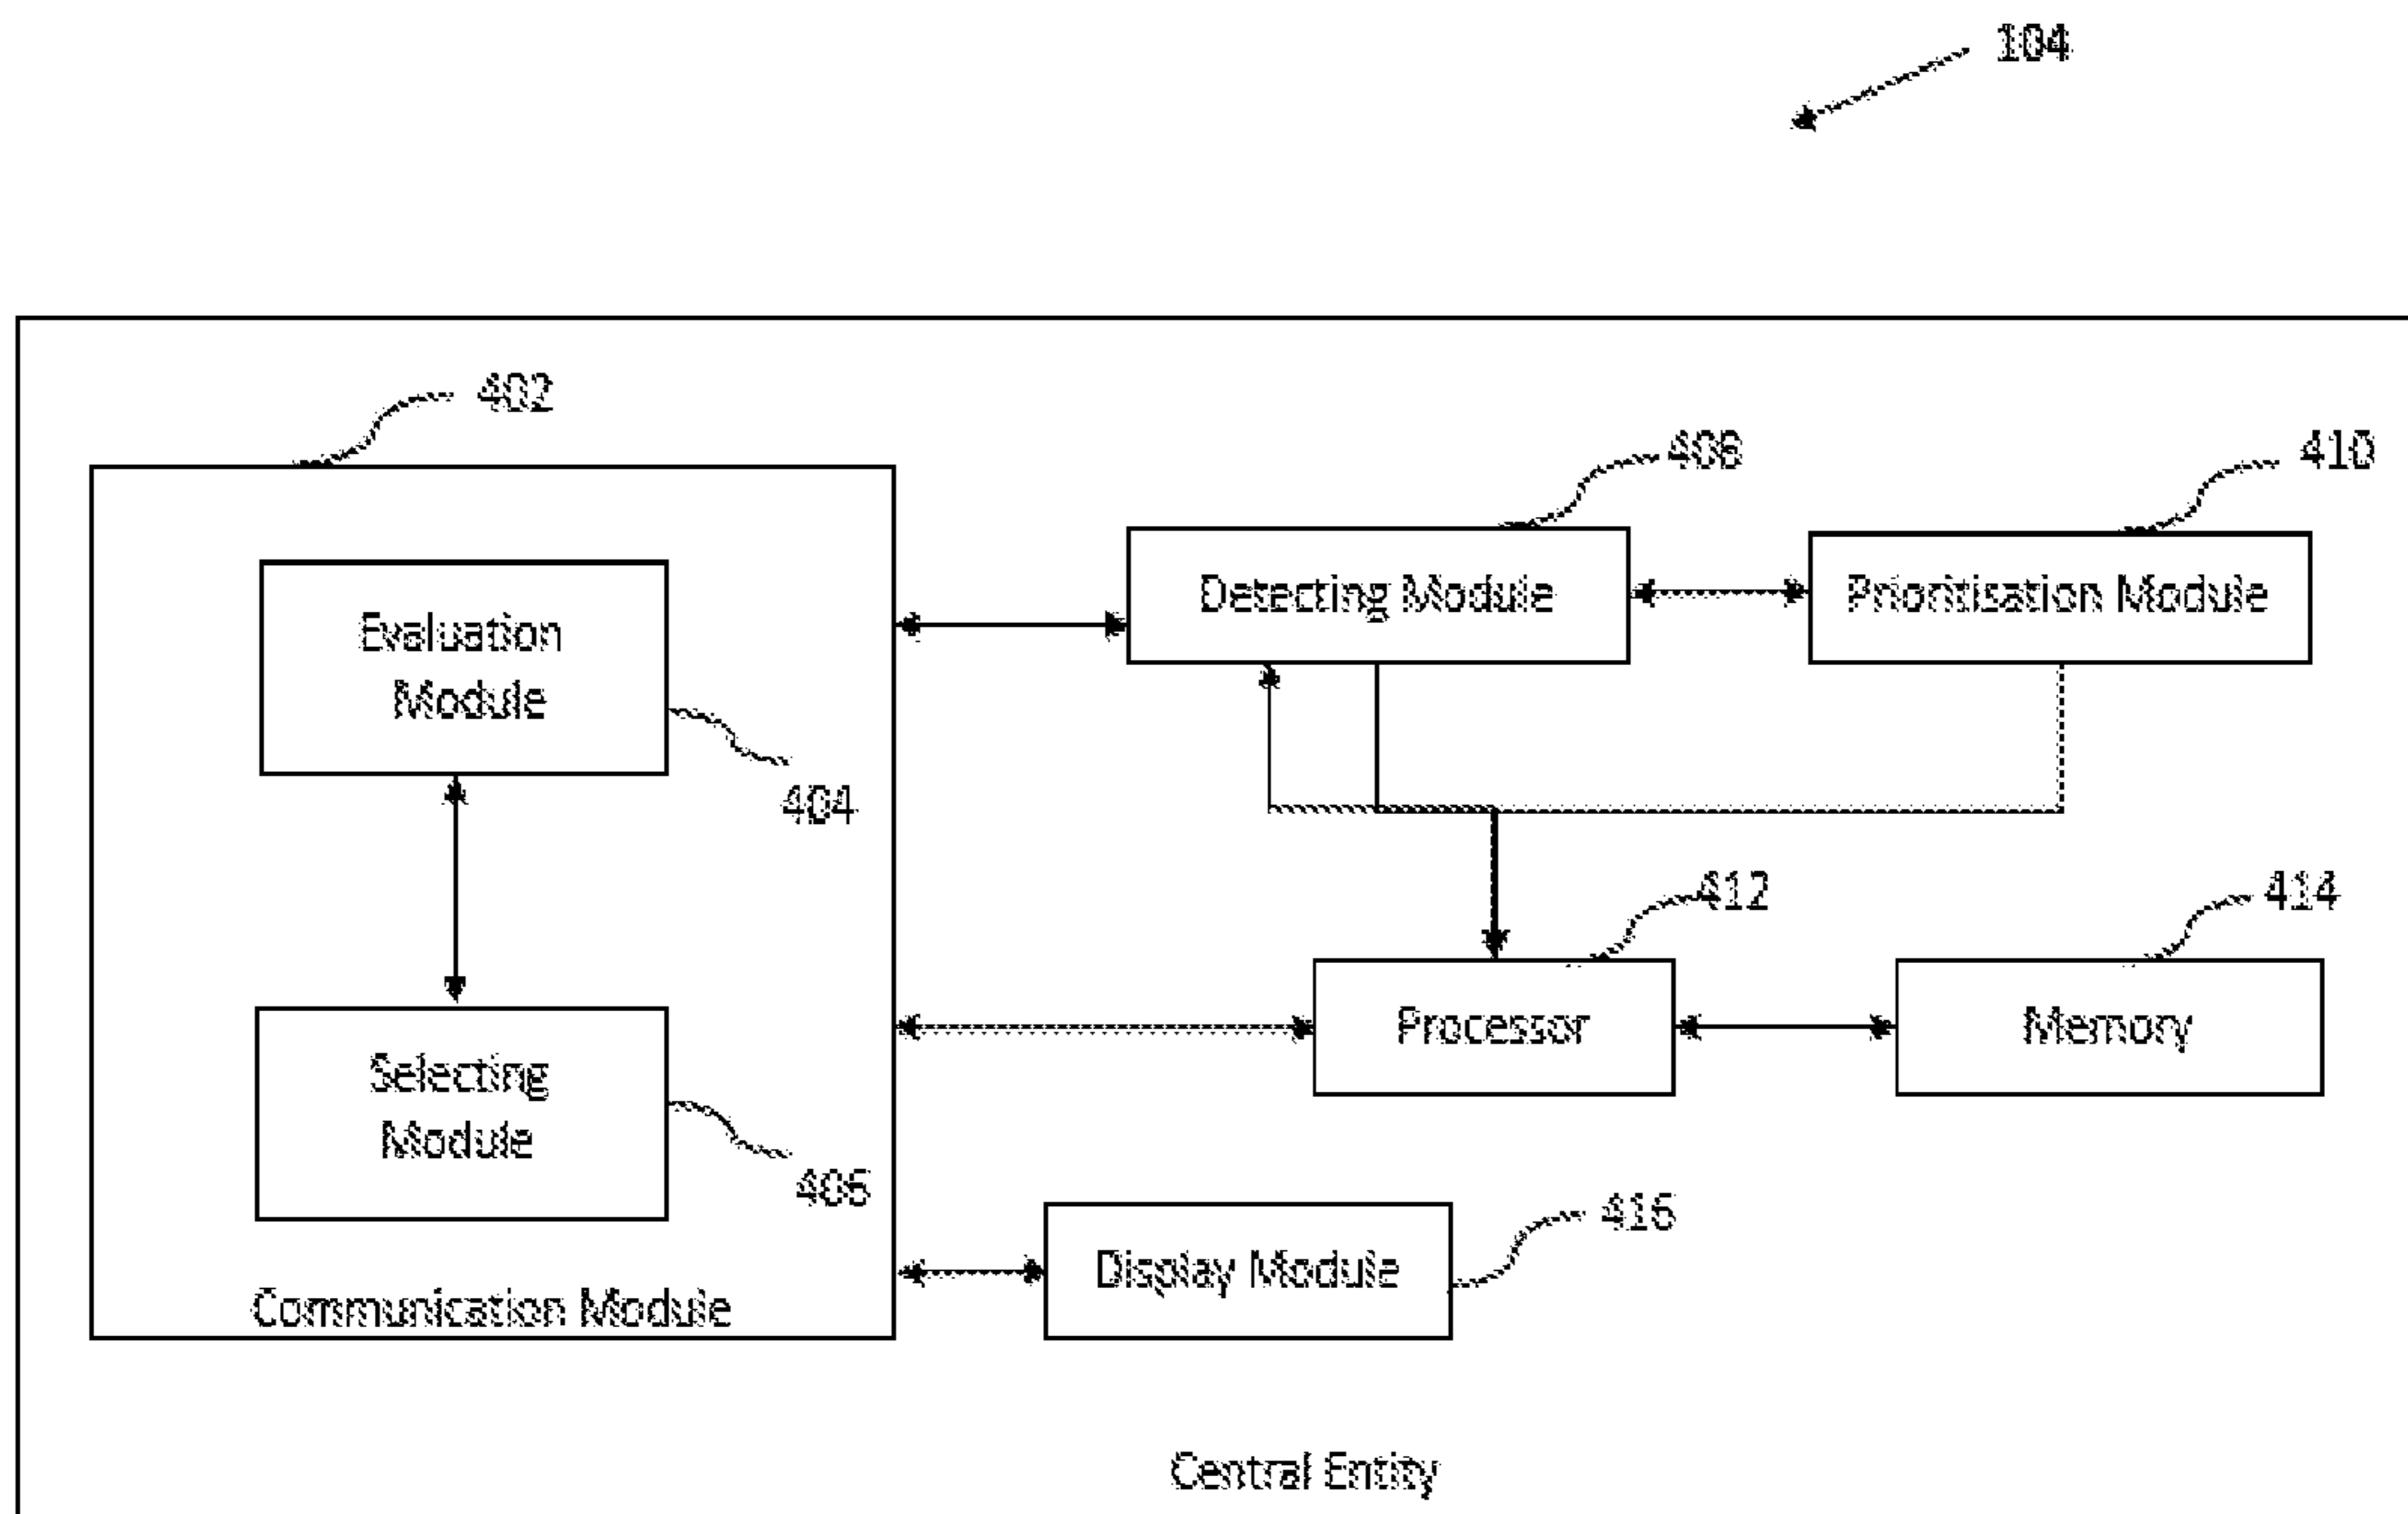 104
402
408
410
Evaluation
Module
Detecting Module
Prioritisation Module
404
412
414
Selecting
Module
Processor
Memory
406
416
Display Module
Communication Module
Central Entity